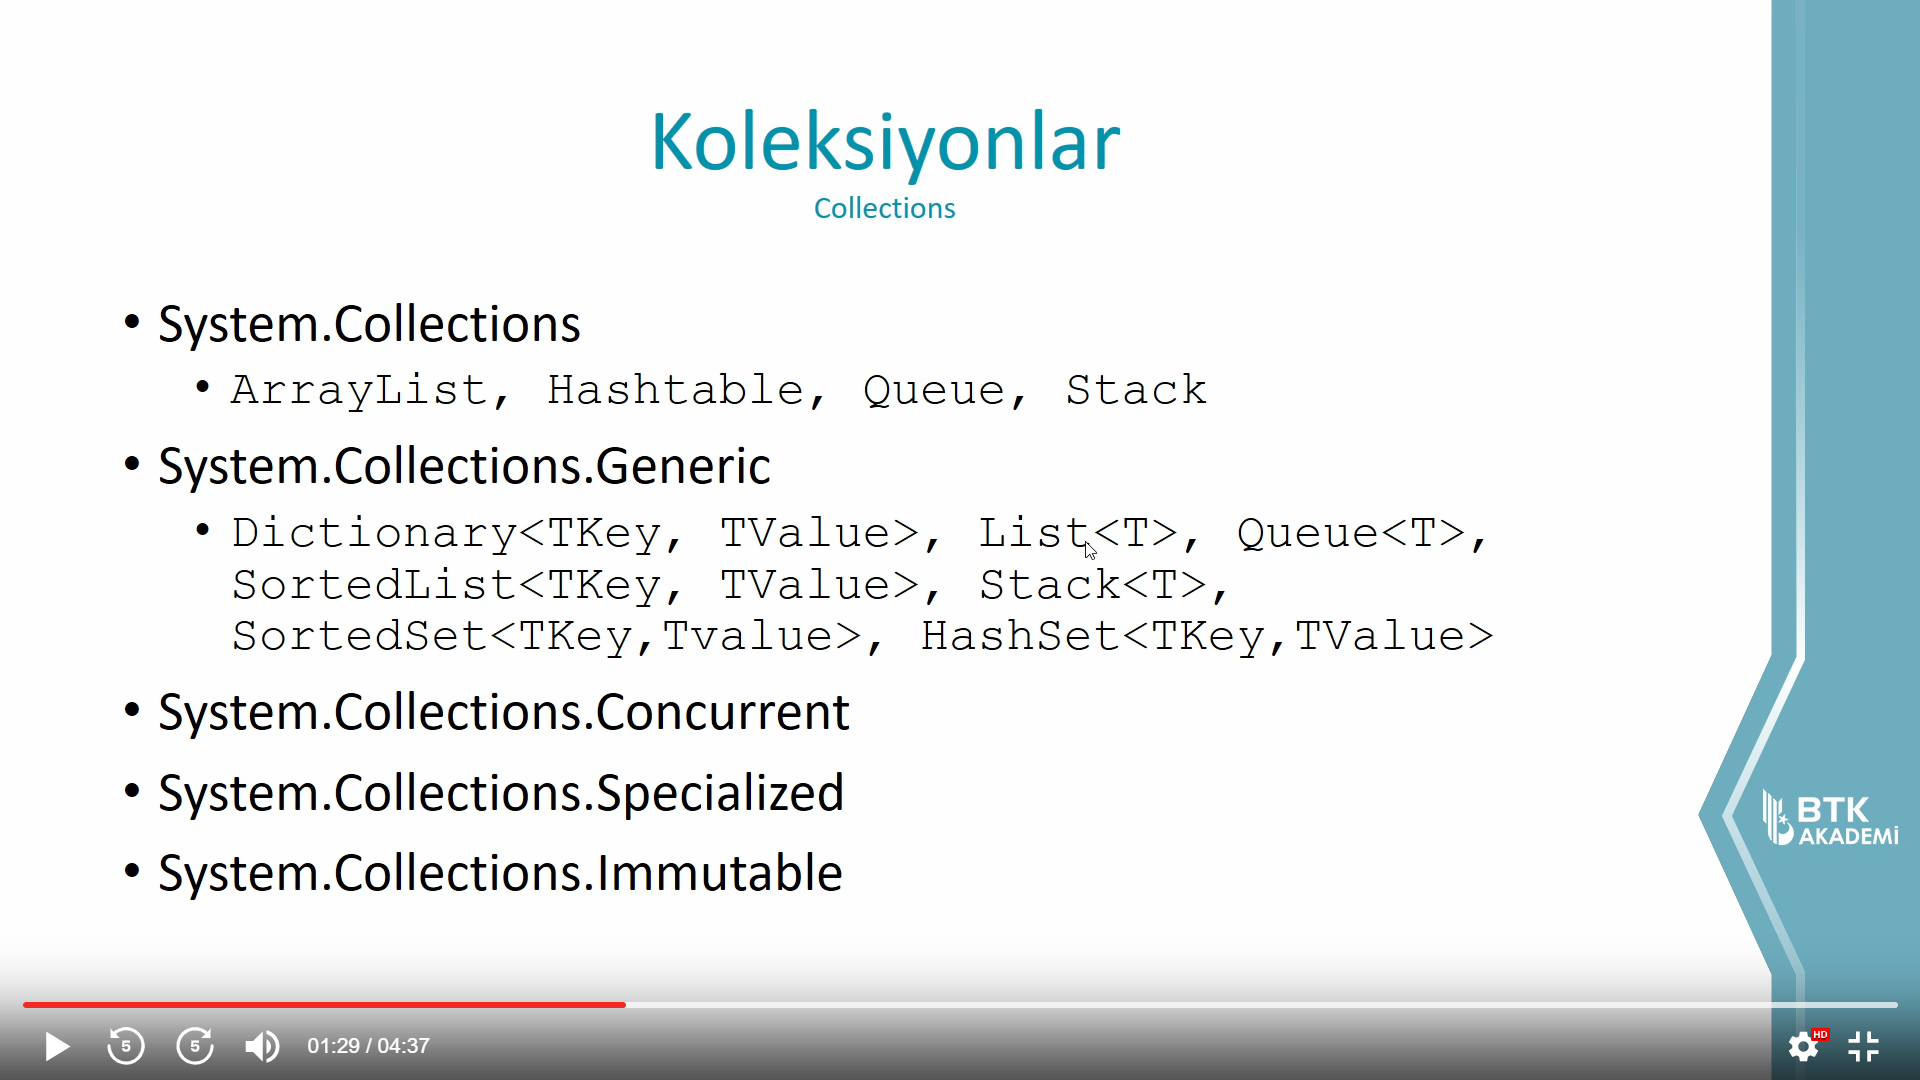 Koleksiyonlar
Collections
• System.Collections
• ArrayList, Hashtable, Queue, Stack
• System.Collections.Generic
• Dictionary<TKey, TValue>, List<T>, Queue<T>,
SortedList<TKey, TValue>, Stack<T>,
SortedSet<TKey,Tvalue>, HashSet<TKey,TValue>
• System.Collections.Concurrent
• System.Collections.Specialized
• System.Collections.Immutable
BTK
AKADEMİ
5
5
01:29 / 04:37
HD